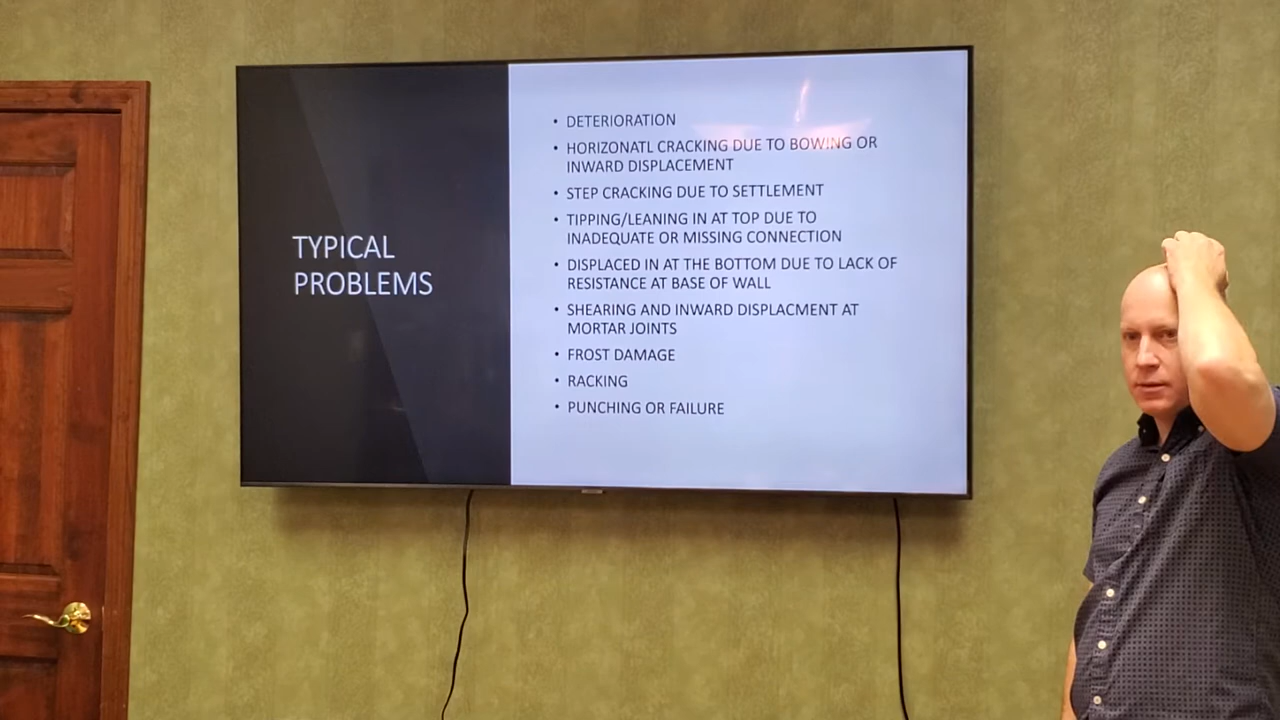 TYPICAL
PROBLEMS
• DETERIORATION
• HORIZONATL CRACKING DUE TO BOWING OR
INWARD DISPLACEMENT
• STEP CRACKING DUE TO SETTLEMENT
• TIPPING/LEANING IN AT TOP DUE TO
INADEQUATE OR MISSING CONNECTION
• DISPLACED IN AT THE BOTTOM DUE TO LACK OF
RESISTANCE AT BASE OF WALL
• SHEARING AND INWARD DISPLACMENT AT
MORTAR JOINTS
• FROST DAMAGE
• RACKING
• PUNCHING OR FAILURE